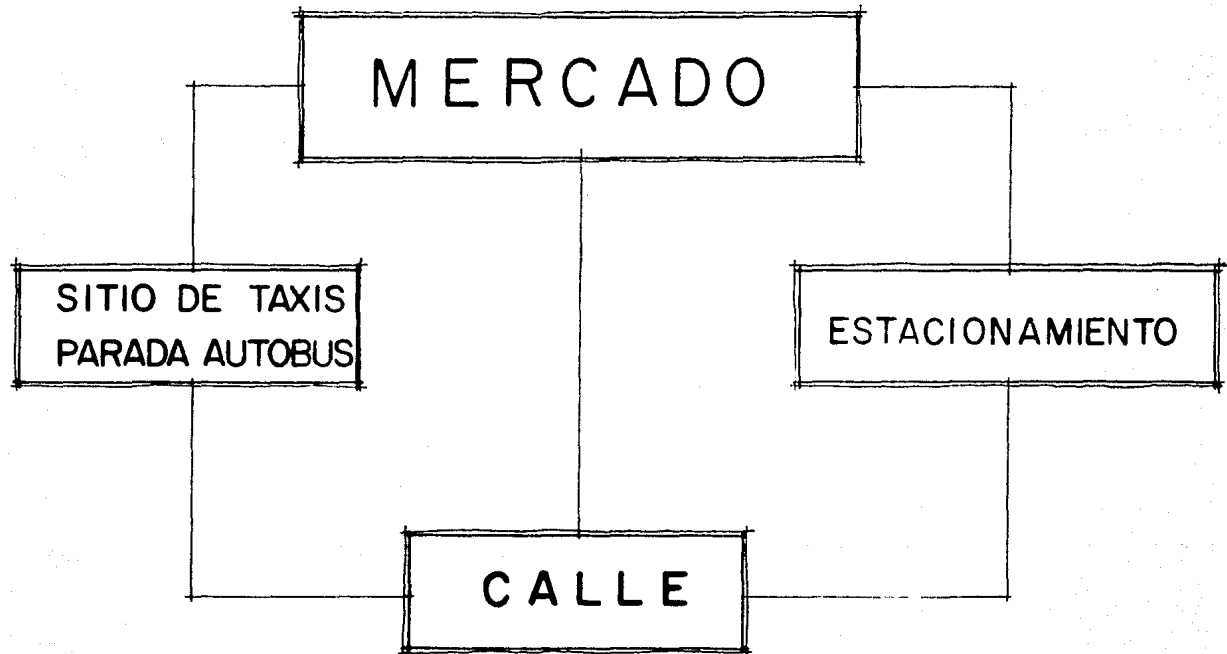 MERCADO
SITIO DE TAXIS
PARADA AUTOBUS
ESTACIONAMIENTO
CALLE